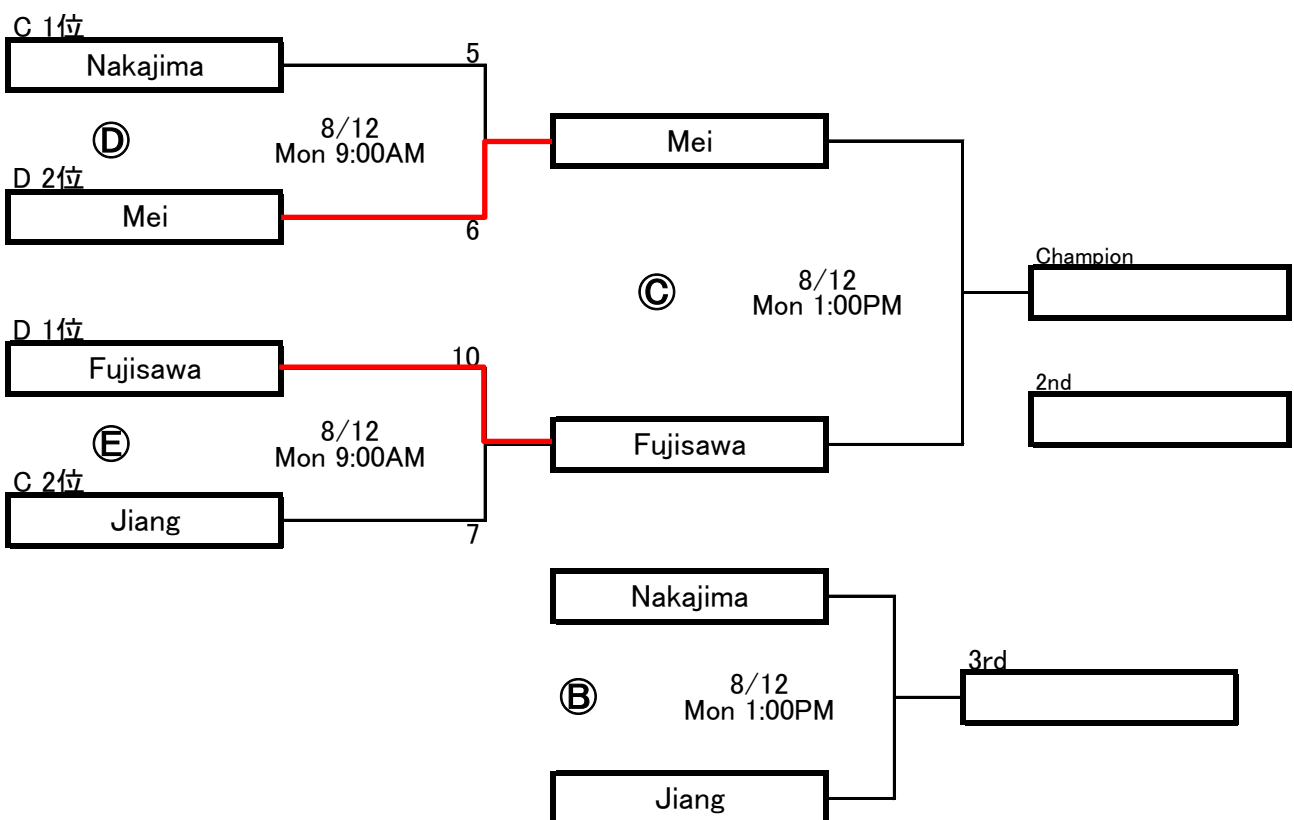 C 1位
Nakajima
5
Ⓓ
8/12
Mon 9:00AM
D 2位
Mei
6
Mei
Ⓒ
8/12
Mon 1:00PM
Champion
2nd
D 1位
Fujisawa
10
Ⓔ
8/12
Mon 9:00AM
C 2位
Jiang
7
Fujisawa
Nakajima
Ⓑ
8/12
Mon 1:00PM
3rd
Jiang